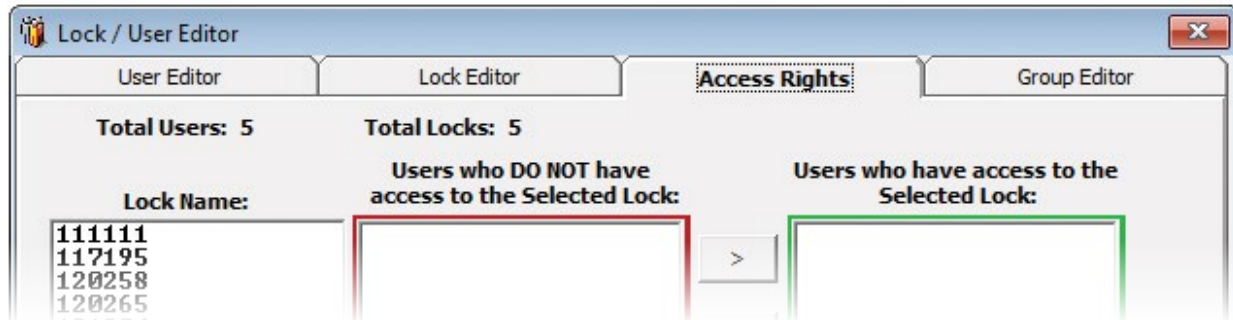 Lock / User Editor
User Editor
Lock Editor
Access Rights
Group Editor
Total Users: 5
Total Locks: 5
Lock Name:
Users who DO NOT have
access to the Selected Lock:
Users who have access to the
Selected Lock:
111111
117195
120258
120265
>